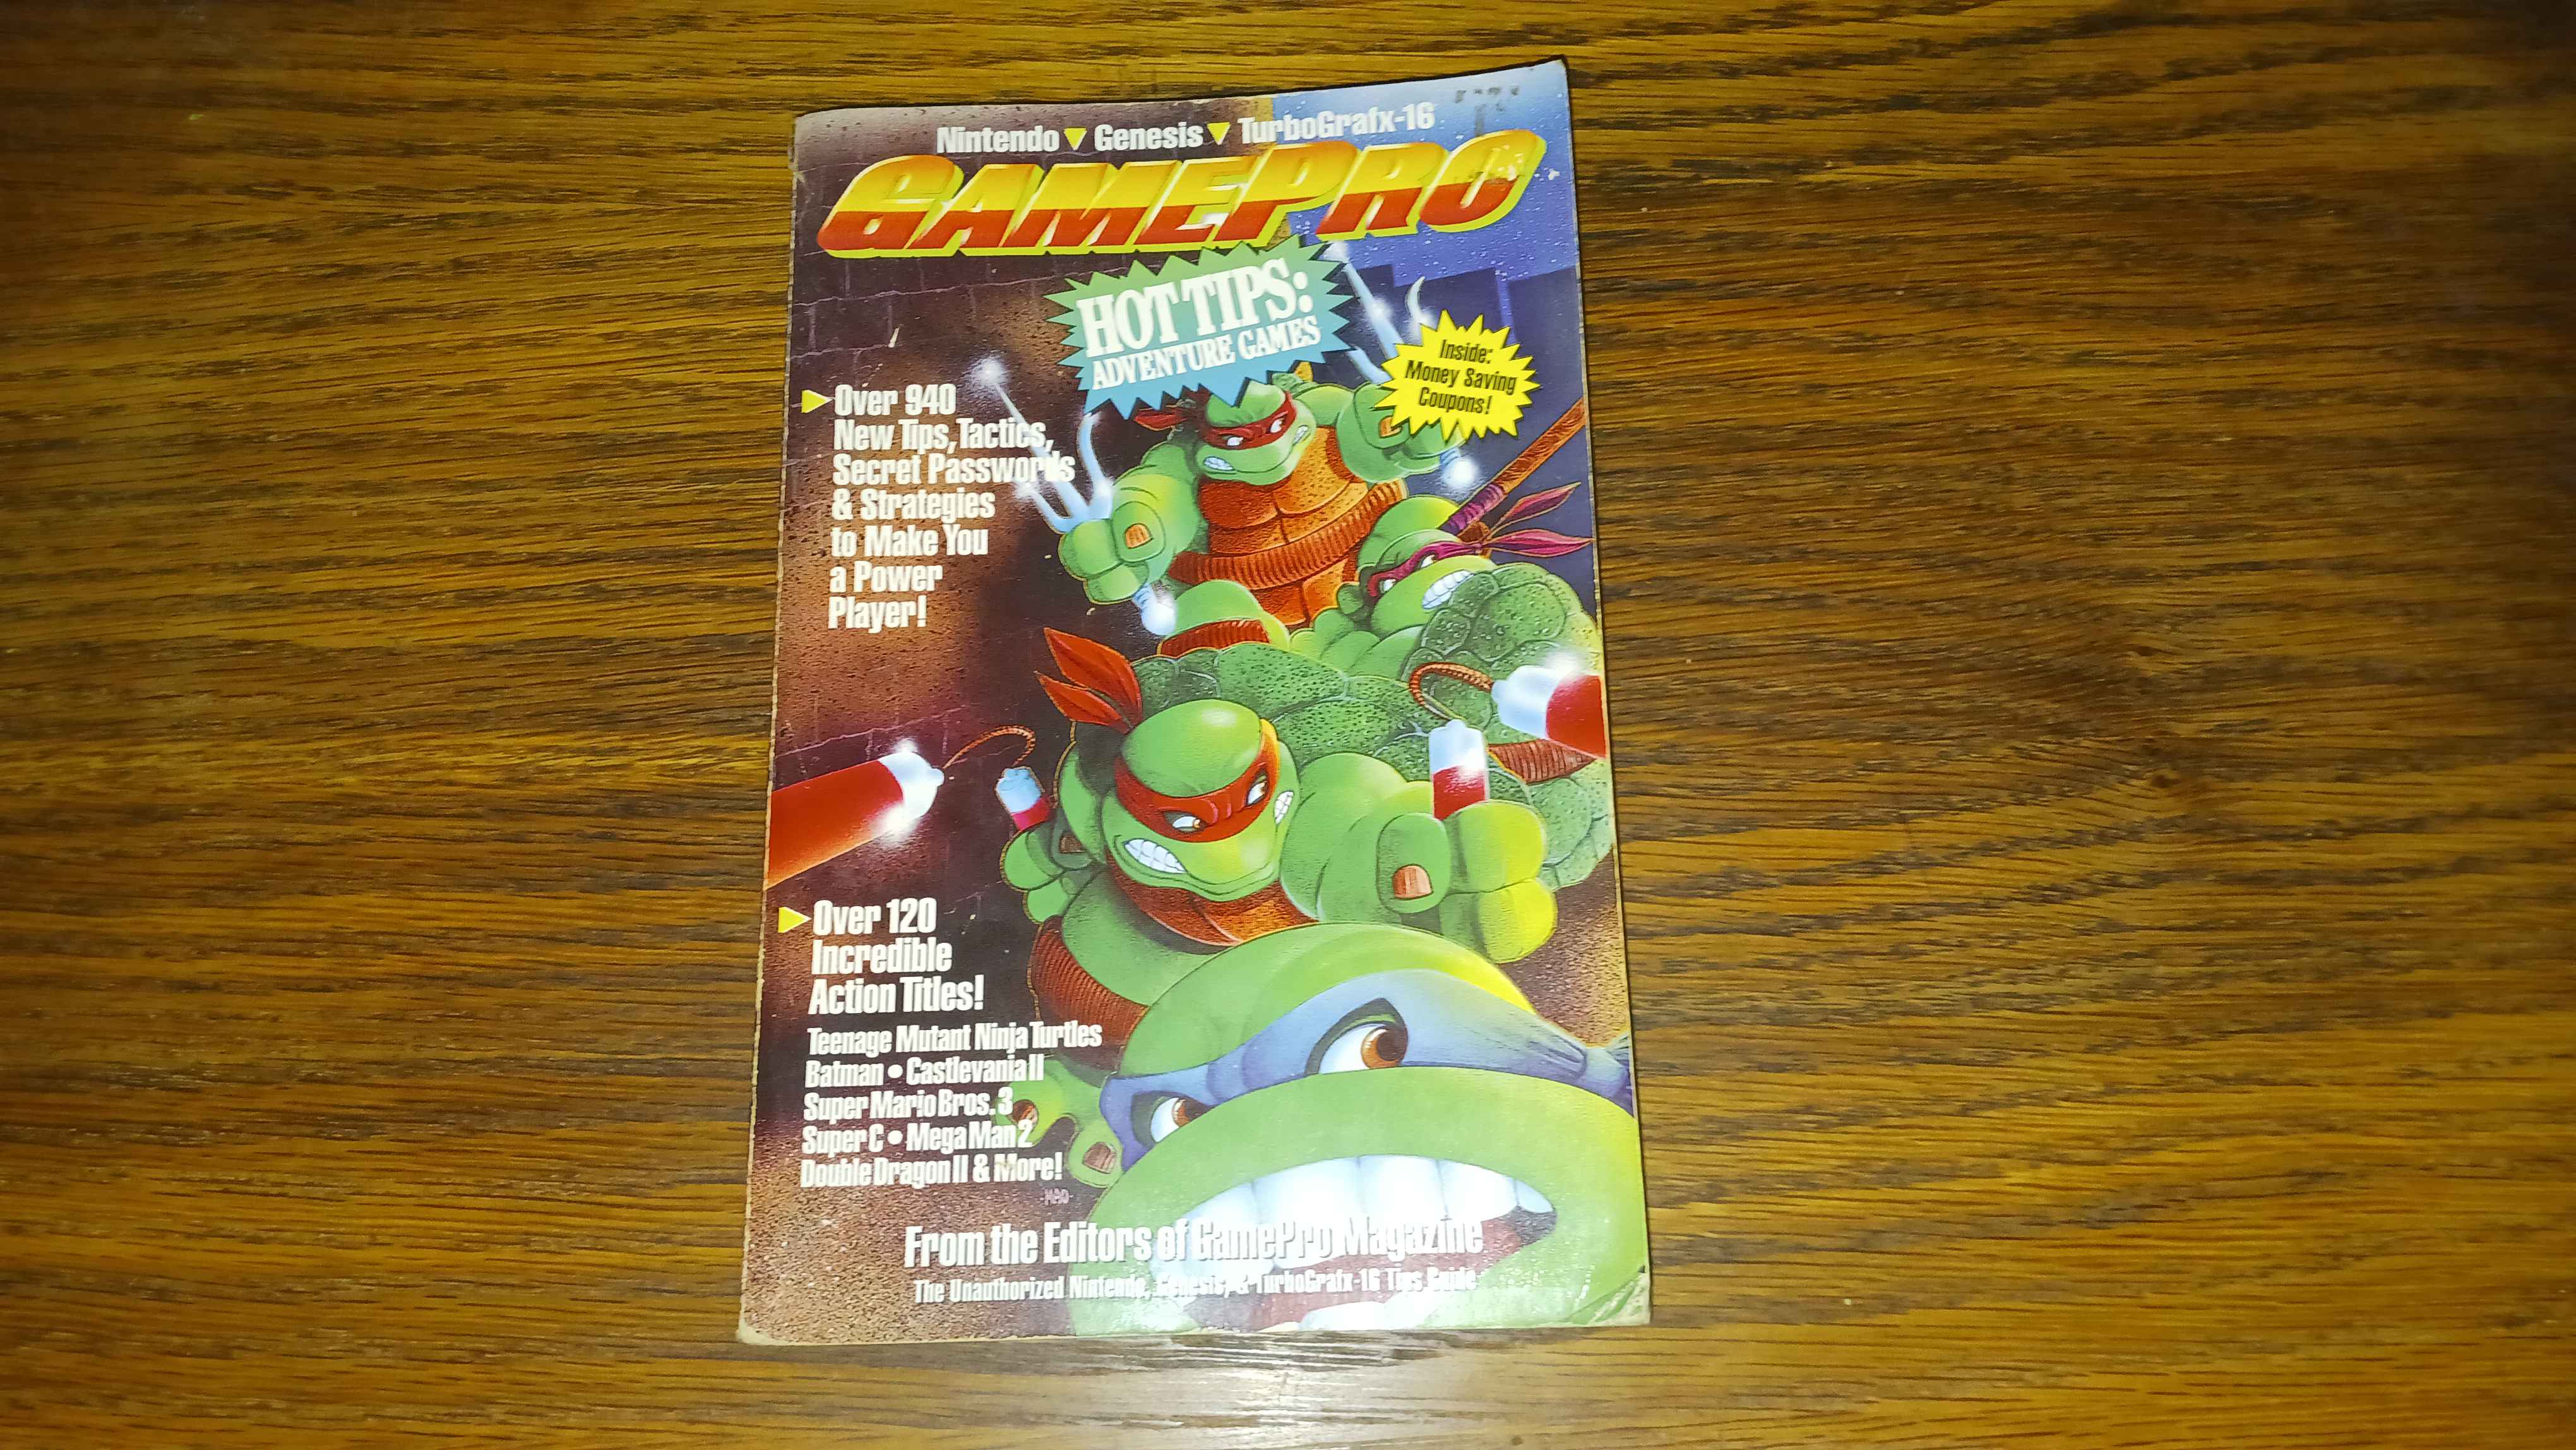 Nintendo ▼ Genesis ▼ TurboGrafx-16
GAMEPRO
HOT TIPS:
ADVENTURE GAMES
Inside:
Money Saving
Coupons!
Over 940
New Tips, Tactics,
Secret Passwords
& Strategies
to Make You
a Power
Player!
Over 120
Incredible
Action Titles!
Teenage Mutant Ninja Turtles
Batman • Castlevania II
Super Mario Bros. 3
Super C • Mega Man 2
Double Dragon II & More!
From the Editors of GamePro Magazine
The Unauthorized Nintendo, Genesis, & TurboGrafx-16 Tips Guide